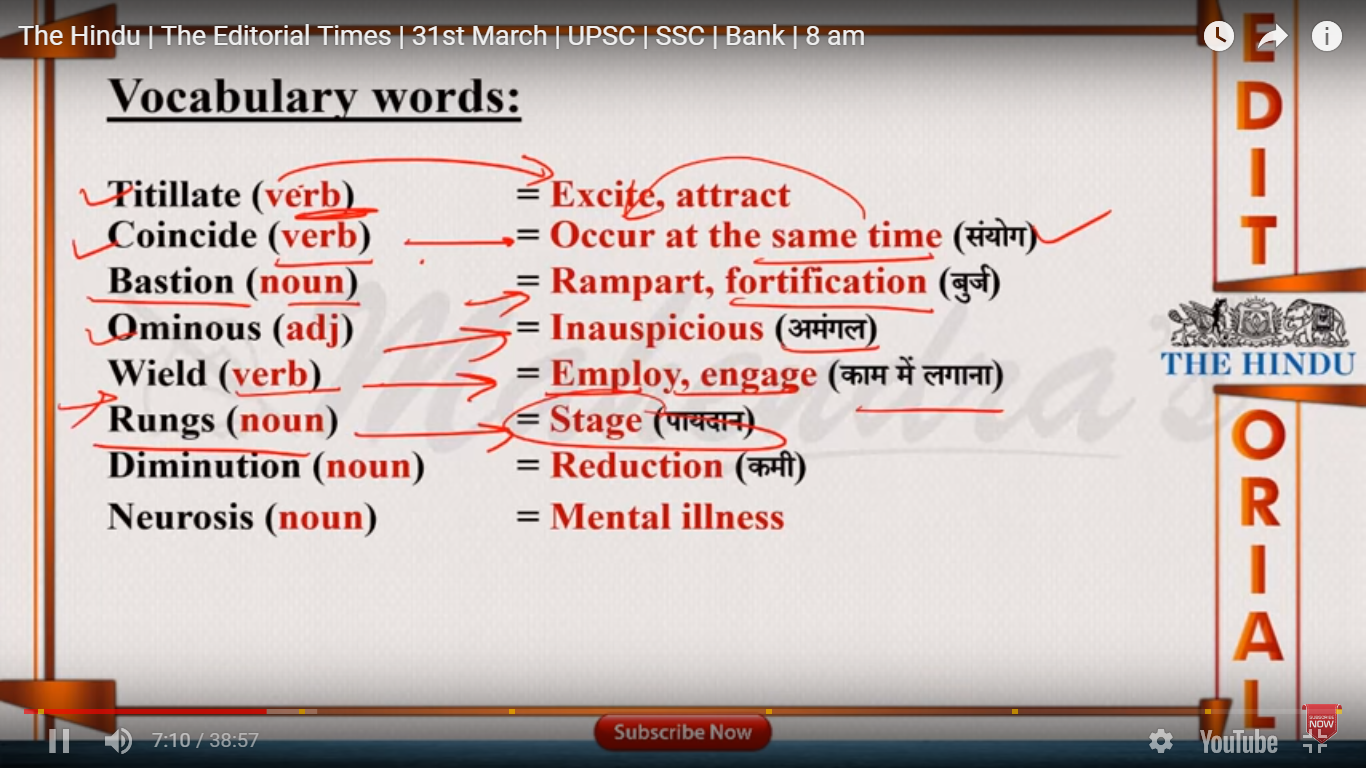 The Hindu | The Editorial Times | 31st March | UPSC | SSC | Bank | 8 am
Vocabulary words:
Titillate (verb) = Excite, attract
Coincide (verb) = Occur at the same time (संयोग)
Bastion (noun) = Rampart, fortification (बुर्ज)
Ominous (adj) = Inauspicious (अमंगल)
Wield (verb) = Employ, engage (काम में लगाना)
Rungs (noun) = Stage (पायदान)
Diminution (noun) = Reduction (कमी)
Neurosis (noun) = Mental illness
Mahendra's
EDIT
THE HINDU
ORIAL
Subscribe Now
7:10 / 38:57
YouTube
SUBSCRIBE
NOW